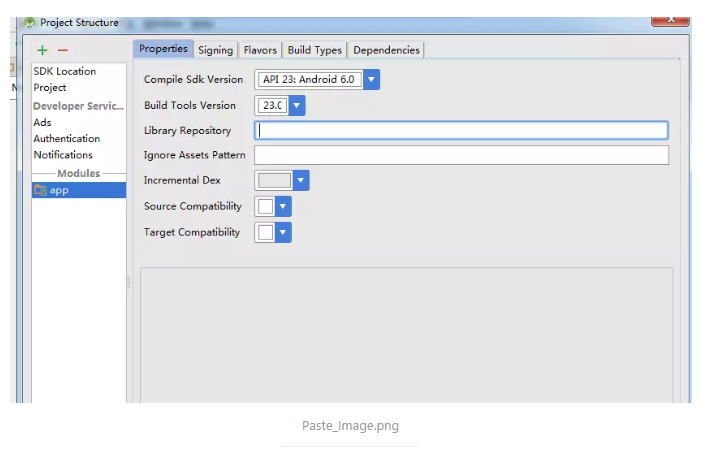 Project Structure
Properties
Signing
Flavors
Build Types
Dependencies
SDK Location
Project
Developer Servic...
Ads
Authentication
Notifications
Modules
app
Compile Sdk Version
API 23: Android 6.0
Build Tools Version
23.0
Library Repository
Ignore Assets Pattern
Incremental Dex
Source Compatibility
Target Compatibility
Paste_Image.png